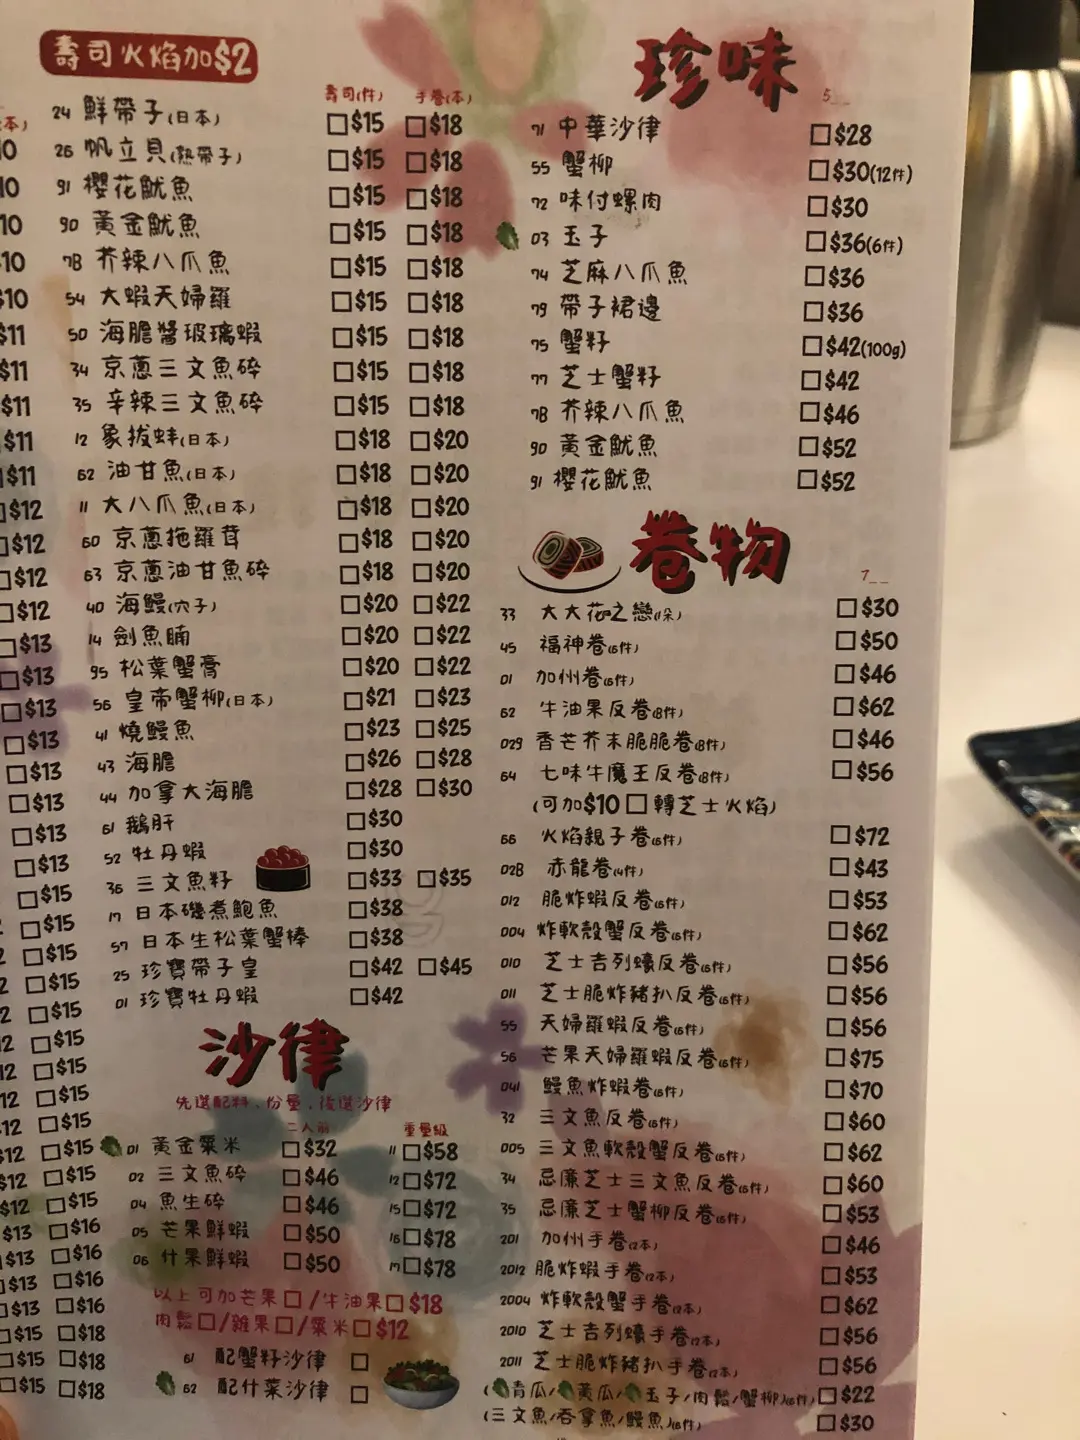 壽司火焰加$2
壽司(件) 手卷(本)
24 鮮帶子(日本) $15 $18
26 帆立貝(熟帶子) $15 $18
91 櫻花魷魚 $15 $18
90 黃金魷魚 $15 $18
78 芥辣八爪魚 $15 $18
54 大蝦天婦羅 $15 $18
50 海膽醬玻璃蝦 $15 $18
34 京蔥三文魚碎 $15 $18
35 辛辣三文魚碎 $15 $18
12 象拔蚌(日本) $18 $20
62 油甘魚(日本) $18 $20
11 大八爪魚(日本) $18 $20
60 京蔥拖羅茸 $18 $20
63 京蔥油甘魚碎 $18 $20
40 海鰻(穴子) $20 $22
14 劍魚腩 $20 $22
95 松葉蟹膏 $20 $22
56 皇帝蟹柳(日本) $21 $23
41 燒鰻魚 $23 $25
43 海膽 $26 $28
44 加拿大海膽 $28 $30
61 鵝肝 $30
52 牡丹蝦 $30
36 三文魚籽 $33 $35
17 日本磯煮鮑魚 $38
57 日本生松葉蟹棒 $38
25 珍寶帶子皇 $42 $45
01 珍寶牡丹蝦 $42
沙律
先選配料.份量.後選沙律
二人前 重量級
01 黃金粟米 $32 11 $58
02 三文魚碎 $46 12 $72
04 魚生碎 $46 15 $72
05 芒果鮮蝦 $50 16 $78
06 什果鮮蝦 $50 17 $78
以上可加芒果/牛油果 $18
肉鬆/雜果/粟米 $12
61 配蟹籽沙律
62 配什菜沙律
珍味
5_ _
71 中華沙律 $28
55 蟹柳 $30(12件)
72 味付螺肉 $30
03 玉子 $36(6件)
74 芝麻八爪魚 $36
79 帶子裙邊 $36
75 蟹籽 $42(100g)
77 芝士蟹籽 $42
78 芥辣八爪魚 $46
90 黃金魷魚 $52
91 櫻花魷魚 $52
卷物
7_ _
33 大大花之戀(1朵) $30
45 福神卷(6件) $50
01 加州卷(6件) $46
62 牛油果反卷(8件) $62
029 香芒芥末脆脆卷(8件) $46
64 七味牛魔王反卷(8件) $56
(可加$10 轉芝士火焰)
66 火焰親子卷(6件) $72
028 赤龍卷(4件) $43
012 脆炸蝦反卷(6件) $53
004 炸軟殼蟹反卷(6件) $62
010 芝士吉列蠔反卷(6件) $56
011 芝士脆炸豬扒反卷(6件) $56
55 天婦羅蝦反卷(6件) $56
56 芒果天婦羅蝦反卷(6件) $75
041 鰻魚炸蝦卷(6件) $70
32 三文魚反卷(6件) $60
005 三文魚軟殼蟹反卷(6件) $62
34 忌廉芝士三文魚反卷(6件) $60
35 忌廉芝士蟹柳反卷(6件) $53
201 加州手卷(2本) $46
2012 脆炸蝦手卷(2本) $53
2004 炸軟殼蟹手卷(2本) $62
2010 芝士吉列蠔手卷(2本) $56
2011 芝士脆炸豬扒手卷(2本) $56
(青瓜/黃瓜/玉子/肉鬆/蟹柳)(6件) $22
(三文魚/吞拿魚/鰻魚)(6件) $30